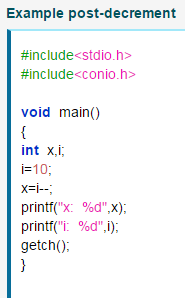 Example post-decrement
#include<stdio.h>
#include<conio.h>
void main()
{
int x,i;
i=10;
x=i--;
printf("x: %d",x);
printf("i: %d",i);
getch();
}